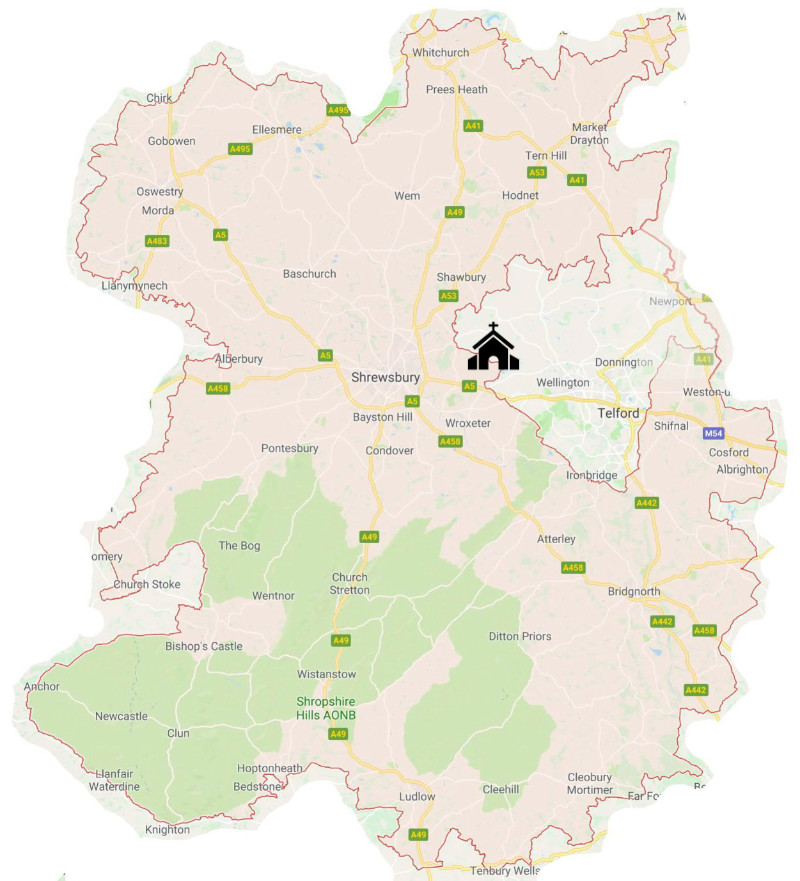 M
Whitchurch
Prees Heath
Chirk
A495
Ellesmere
A41
Market
Drayton
Gobowen
A495
Tern Hill
A53
A41
Oswestry
Wem
Hodnet
Morda
A49
A5
A483
Baschurch
Shawbury
Llanymynech
A53
Newport
Alberbury
A5
A41
Donnington
Shrewsbury
Wellington
A458
A5
Weston-u
A5
Telford
Bayston Hill
Wroxeter
Shifnal
M54
A458
Pontesbury
Condover
Cosford
Albrighton
Ironbridge
A442
A49
Atterley
The Bog
omery
A458
Church Stoke
Church
Stretton
Wentnor
Bridgnorth
A442
A458
Ditton Priors
A49
Bishop's Castle
Wistanstow
Anchor
A442
Shropshire
Hills AONB
Newcastle
Clun
A49
Hoptonheath
Llanfair
Waterdine
Bedstone
Cleobury
Mortimer
Cleehill
Ludlow
Far Fo
Knighton
A49
Tenbury Wells